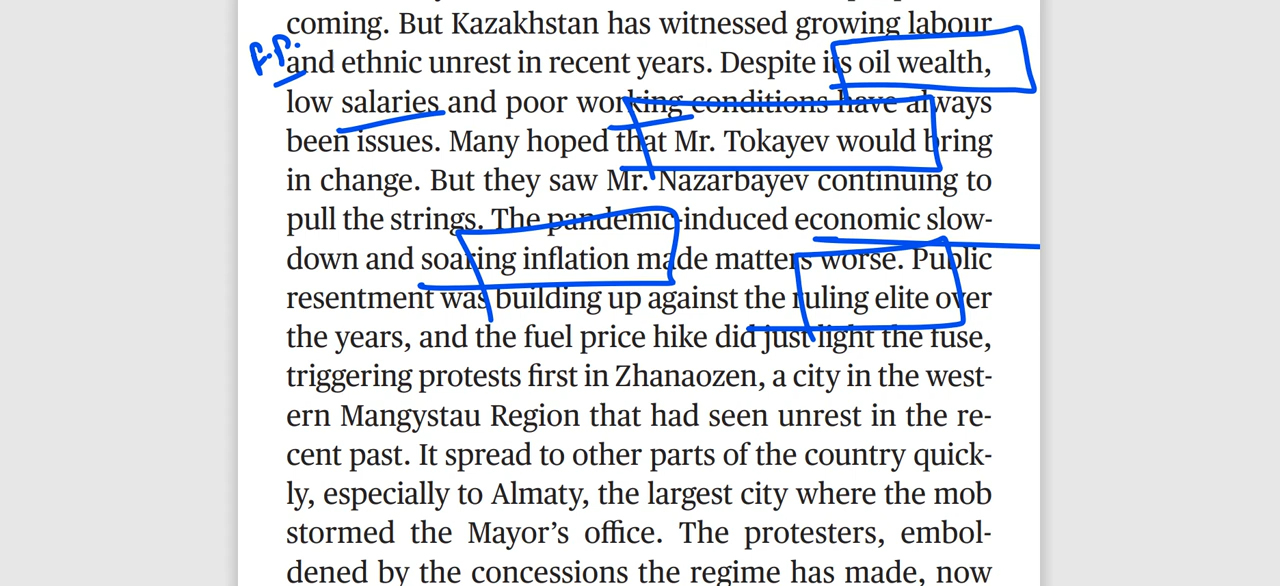 coming. But Kazakhstan has witnessed growing labour
and ethnic unrest in recent years. Despite its oil wealth,
low salaries and poor working conditions have always
been issues. Many hoped that Mr. Tokayev would bring
in change. But they saw Mr. Nazarbayev continuing to
pull the strings. The pandemic-induced economic slow-
down and soaring inflation made matters worse. Public
resentment was building up against the ruling elite over
the years, and the fuel price hike did just light the fuse,
triggering protests first in Zhanaozen, a city in the west-
ern Mangystau Region that had seen unrest in the re-
cent past. It spread to other parts of the country quick-
ly, especially to Almaty, the largest city where the mob
stormed the Mayor's office. The protesters, embol-
dened by the concessions the regime has made, now